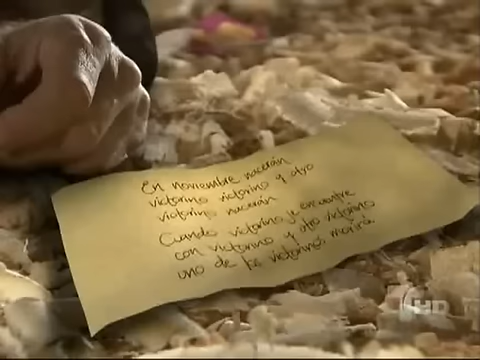 En noviembre nacerán
victorino victorino y otro
victorino nacerán
Cuando victorino se encuentre
con victorino y otro victorino
uno de los victorinos morirá
HD